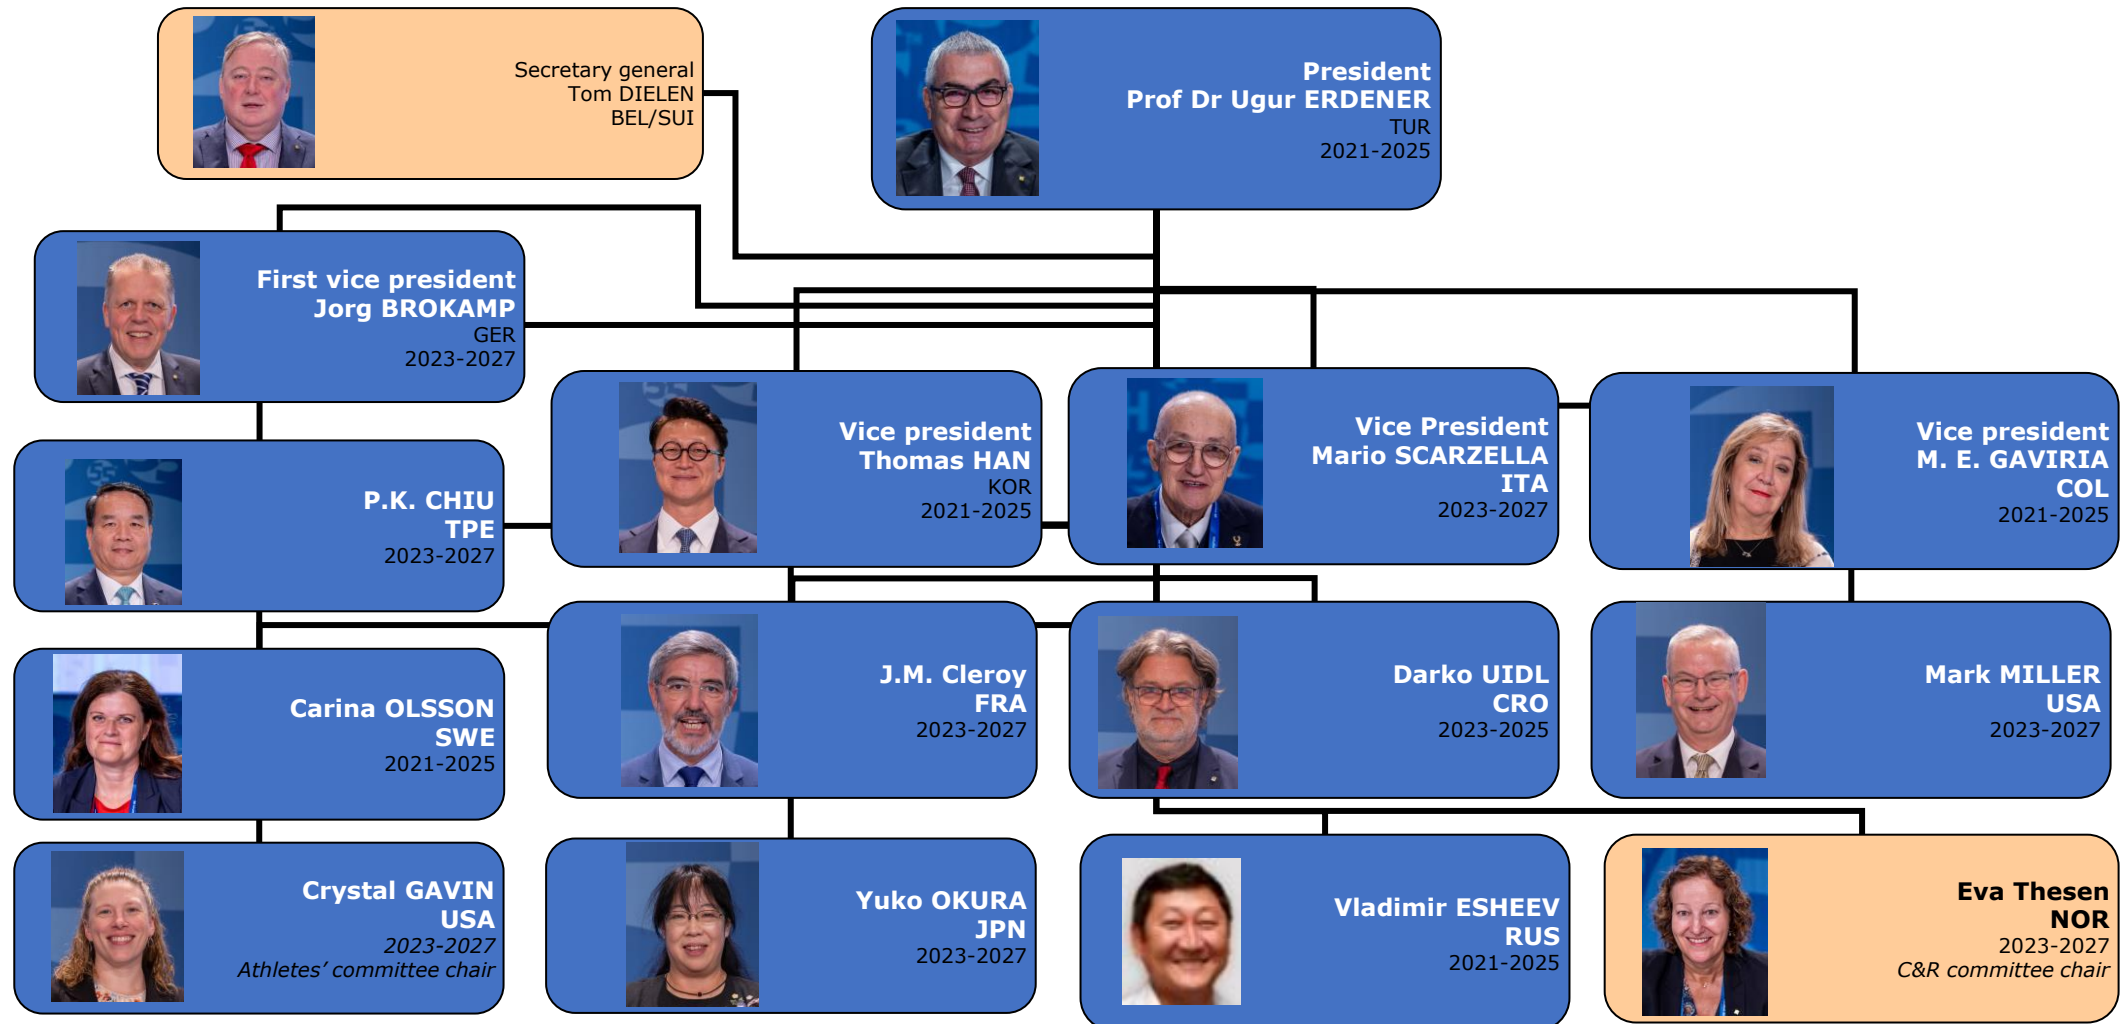 Secretary general
Tom DIELEN
BEL/SUI
President
Prof Dr Ugur ERDENER
TUR
2021-2025
First vice president
Jorg BROKAMP
GER
2023-2027
Vice president
Thomas HAN
KOR
2021-2025
Vice President
Mario SCARZELLA
ITA
2023-2027
Vice president
M. E. GAVIRIA
COL
2021-2025
P.K. CHIU
TPE
2023-2027
Carina OLSSON
SWE
2021-2025
J.M. Cleroy
FRA
2023-2027
Darko UIDL
CRO
2023-2025
Mark MILLER
USA
2023-2027
Crystal GAVIN
USA
2023-2027
Athletes’ committee chair
Yuko OKURA
JPN
2023-2027
Vladimir ESHEEV
RUS
2021-2025
Eva Thesen
NOR
2023-2027
C&R committee chair